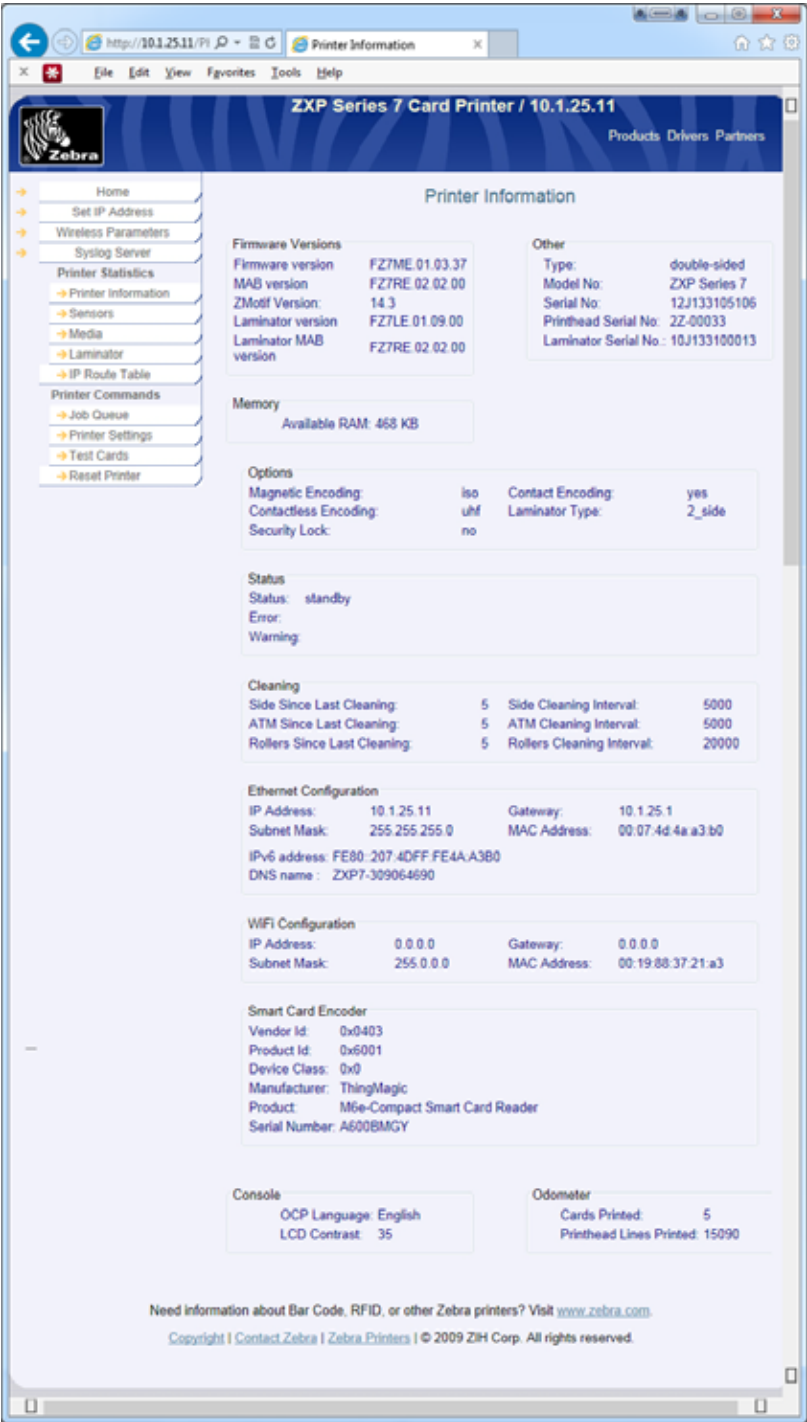 http://10.1.25.11/Pl
Printer Information
File Edit View Favorites Tools Help
ZXP Series 7 Card Printer / 10.1.25.11
Products Drivers Partners
Zebra
Home
Set IP Address
Wireless Parameters
Syslog Server
Printer Statistics
Printer Information
Sensors
Media
Laminator
IP Route Table
Printer Commands
Job Queue
Printer Settings
Test Cards
Reset Printer
Printer Information
Firmware Versions
Firmware version FZ7ME.01.03.37
MAB version FZ7RE.02.02.00
ZMotif Version: 14.3
Laminator version FZ7LE.01.09.00
Laminator MAB version FZ7RE.02.02.00
Other
Type: double-sided
Model No: ZXP Series 7
Serial No: 12J133105106
Printhead Serial No: 2Z-00033
Laminator Serial No.: 10J133100013
Memory
Available RAM: 468 KB
Options
Magnetic Encoding: iso Contact Encoding: yes
Contactless Encoding: uhf Laminator Type: 2_side
Security Lock: no
Status
Status: standby
Error:
Warning:
Cleaning
Side Since Last Cleaning: 5 Side Cleaning Interval: 5000
ATM Since Last Cleaning: 5 ATM Cleaning Interval: 5000
Rollers Since Last Cleaning: 5 Rollers Cleaning Interval: 20000
Ethernet Configuration
IP Address: 10.1.25.11 Gateway: 10.1.25.1
Subnet Mask: 255.255.255.0 MAC Address: 00:07:4d:4a:a3:b0
IPv6 address: FE80::207:4DFF:FE4A:A3B0
DNS name : ZXP7-309064690
WiFi Configuration
IP Address: 0.0.0.0 Gateway: 0.0.0.0
Subnet Mask: 255.0.0.0 MAC Address: 00:19:88:37:21:a3
Smart Card Encoder
Vendor Id: 0x0403
Product Id: 0x6001
Device Class: 0x0
Manufacturer: ThingMagic
Product: M6e-Compact Smart Card Reader
Serial Number: A600BMGY
Console
OCP Language: English
LCD Contrast: 35
Odometer
Cards Printed: 5
Printhead Lines Printed: 15090
Need information about Bar Code, RFID, or other Zebra printers? Visit www.zebra.com.
Copyright | Contact Zebra | Zebra Printers | © 2009 ZIH Corp. All rights reserved.